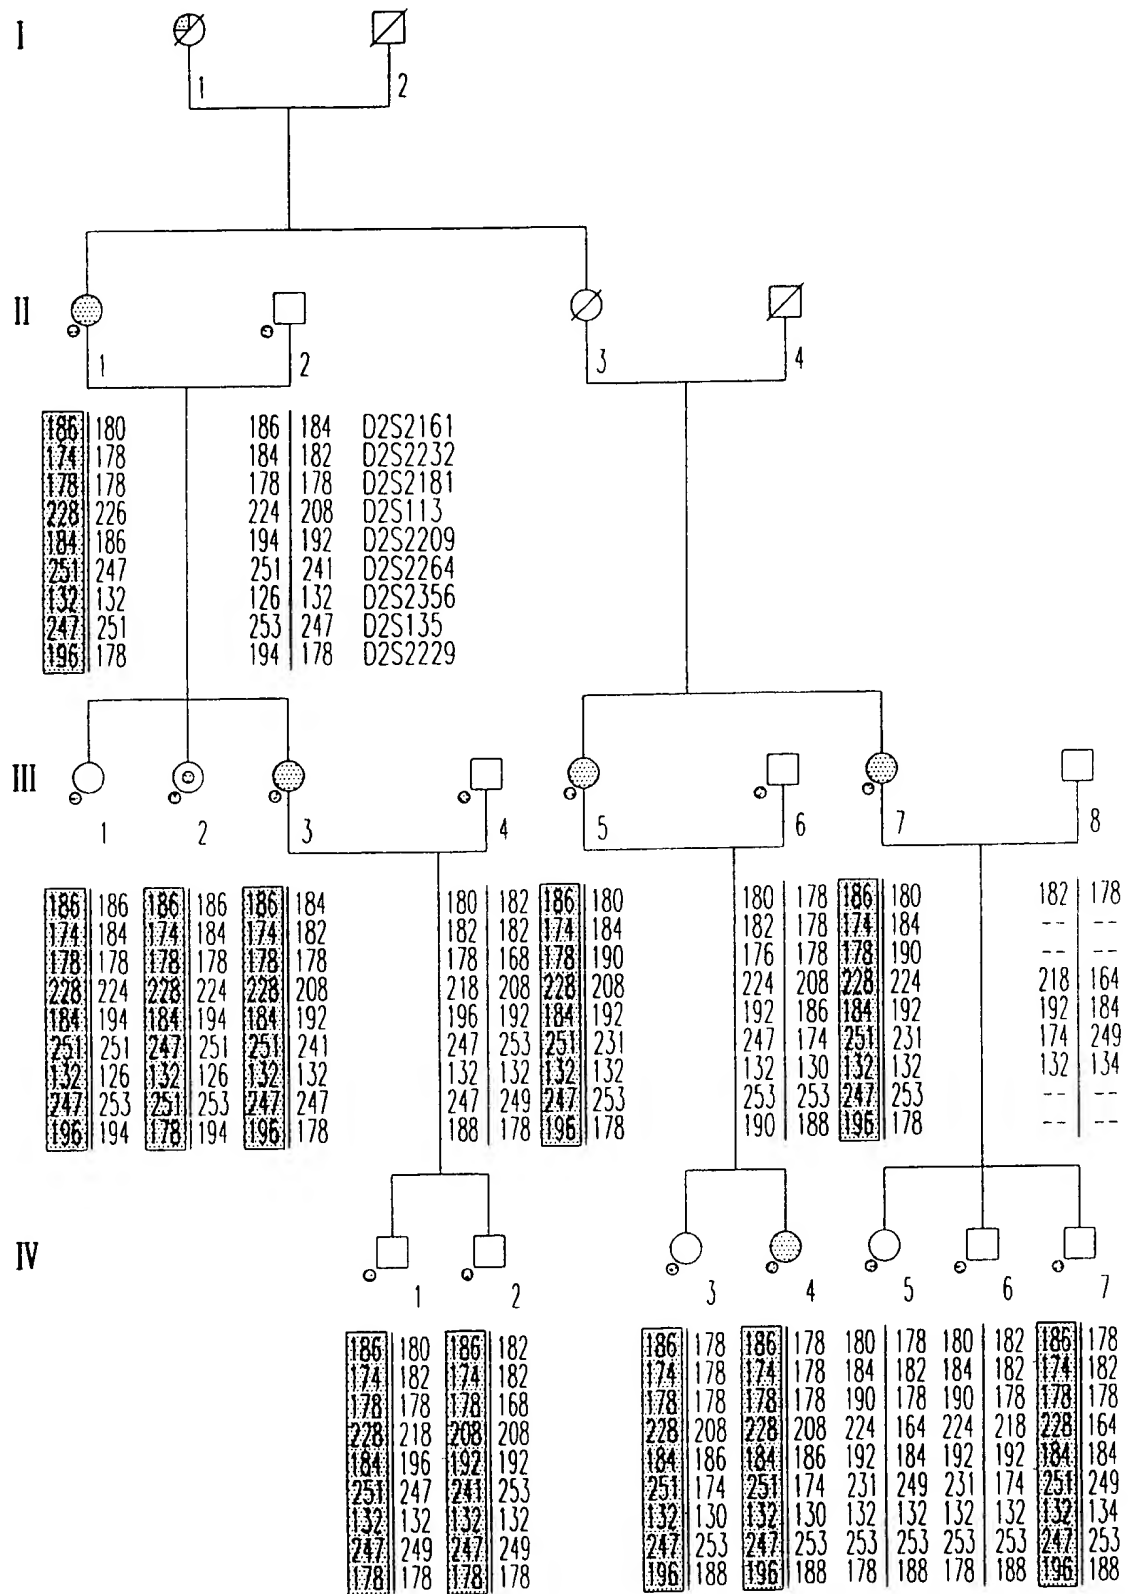 I
1 2
II
1 2 3 4
186 180 186 184 D2S2161
174 178 184 182 D2S2232
178 178 178 178 D2S2181
228 226 224 208 D2S113
184 186 194 192 D2S2209
251 247 251 241 D2S2264
132 132 126 132 D2S2356
247 251 253 247 D2S135
196 178 194 178 D2S2229
III
1 2 3 4 5 6 7 8
186 186 186 186 186 184 180 182 186 180 180 178 186 180 182 178
174 184 174 184 174 182 182 182 174 184 182 178 174 184 -- --
178 178 178 178 178 178 178 168 178 190 176 178 178 190 -- --
228 224 228 224 228 208 218 208 228 208 224 208 228 224 218 164
184 194 184 194 184 192 196 192 184 192 192 186 184 192 192 184
251 251 247 251 251 241 247 253 251 231 247 174 251 231 174 249
132 126 132 126 132 132 132 132 132 132 132 130 132 132 132 134
247 253 251 253 247 247 247 249 247 253 253 253 247 253 -- --
196 194 178 194 196 178 188 178 196 178 190 188 196 178 -- --
IV
1 2 3 4 5 6 7
186 180 186 182 186 178 186 178 180 178 180 182 186 178
174 182 174 182 174 178 174 178 184 182 184 182 174 182
178 178 178 168 178 178 178 178 190 178 190 178 178 178
228 218 208 208 228 208 228 208 224 164 224 218 228 164
184 196 192 192 184 186 184 186 192 184 192 192 184 184
251 247 241 253 251 174 251 174 231 249 231 174 251 249
132 132 132 132 132 130 132 130 132 132 132 132 132 134
247 249 247 249 247 253 247 253 253 253 253 253 247 253
178 178 178 178 196 188 196 188 178 188 178 188 196 188